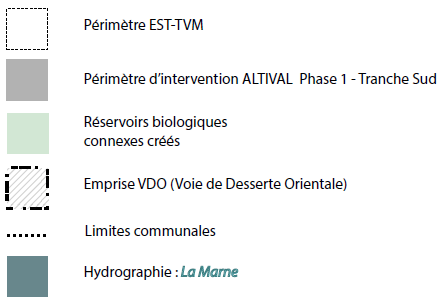 Périmètre EST-TVM
Périmètre d'intervention ALTIVAL Phase 1 - Tranche Sud
Réservoirs biologiques
connexes créés
Emprise VDO (Voie de Desserte Orientale)
Limites communales
Hydrographie : La Marne